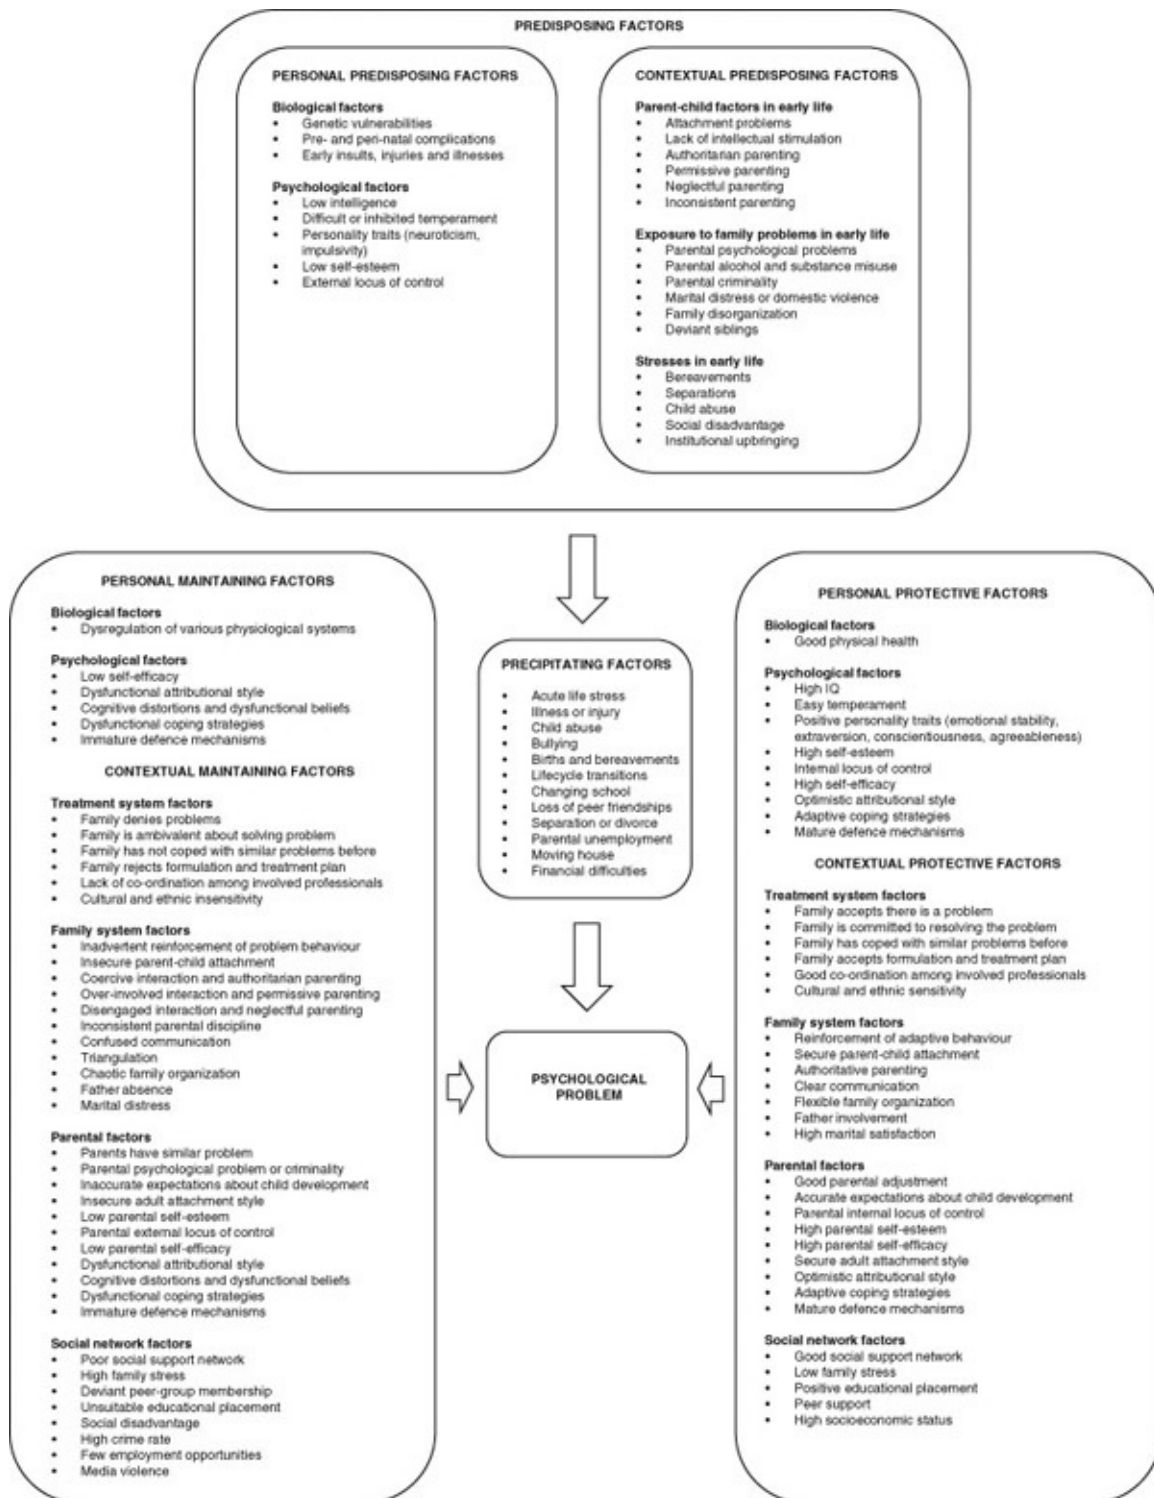 PREDISPOSING FACTORS
PERSONAL PREDISPOSING FACTORS
Biological factors
• Genetic vulnerabilities
• Pre- and peri-natal complications
• Early insults, injuries and illnesses
Psychological factors
• Low intelligence
• Difficult or inhibited temperament
• Personality traits (neuroticism,
impulsivity)
• Low self-esteem
• External locus of control
CONTEXTUAL PREDISPOSING FACTORS
Parent-child factors in early life
• Attachment problems
• Lack of intellectual stimulation
• Authoritarian parenting
• Permissive parenting
• Neglectful parenting
• Inconsistent parenting
Exposure to family problems in early life
• Parental psychological problems
• Parental alcohol and substance misuse
• Parental criminality
• Marital distress or domestic violence
• Family disorganization
• Deviant siblings
Stresses in early life
• Bereavements
• Separations
• Child abuse
• Social disadvantage
• Institutional upbringing
PERSONAL MAINTAINING FACTORS
Biological factors
• Dysregulation of various physiological systems
Psychological factors
• Low self-efficacy
• Dysfunctional attributional style
• Cognitive distortions and dysfunctional beliefs
• Dysfunctional coping strategies
• Immature defence mechanisms
CONTEXTUAL MAINTAINING FACTORS
Treatment system factors
• Family denies problems
• Family is ambivalent about solving problem
• Family has not coped with similar problems before
• Family rejects formulation and treatment plan
• Lack of co-ordination among involved professionals
• Cultural and ethnic insensitivity
Family system factors
• Inadvertent reinforcement of problem behaviour
• Insecure parent-child attachment
• Coercive interaction and authoritarian parenting
• Over-involved interaction and permissive parenting
• Disengaged interaction and neglectful parenting
• Inconsistent parental discipline
• Confused communication
• Triangulation
• Chaotic family organization
• Father absence
• Marital distress
Parental factors
• Parents have similar problem
• Parental psychological problem or criminality
• Inaccurate expectations about child development
• Insecure adult attachment style
• Low parental self-esteem
• Parental external locus of control
• Low parental self-efficacy
• Dysfunctional attributional style
• Cognitive distortions and dysfunctional beliefs
• Dysfunctional coping strategies
• Immature defence mechanisms
Social network factors
• Poor social support network
• High family stress
• Deviant peer-group membership
• Unsuitable educational placement
• Social disadvantage
• High crime rate
• Few employment opportunities
• Media violence
PRECIPITATING FACTORS
• Acute life stress
• Illness or injury
• Child abuse
• Bullying
• Births and bereavements
• Lifecycle transitions
• Changing school
• Loss of peer friendships
• Separation or divorce
• Parental unemployment
• Moving house
• Financial difficulties
PSYCHOLOGICAL
PROBLEM
PERSONAL PROTECTIVE FACTORS
Biological factors
• Good physical health
Psychological factors
• High IQ
• Easy temperament
• Positive personality traits (emotional stability,
extraversion, conscientiousness, agreeableness)
• High self-esteem
• Internal locus of control
• High self-efficacy
• Optimistic attributional style
• Adaptive coping strategies
• Mature defence mechanisms
CONTEXTUAL PROTECTIVE FACTORS
Treatment system factors
• Family accepts there is a problem
• Family is committed to resolving the problem
• Family has coped with similar problems before
• Family accepts formulation and treatment plan
• Good co-ordination among involved professionals
• Cultural and ethnic sensitivity
Family system factors
• Reinforcement of adaptive behaviour
• Secure parent-child attachment
• Authoritative parenting
• Clear communication
• Flexible family organization
• Father involvement
• High marital satisfaction
Parental factors
• Good parental adjustment
• Accurate expectations about child development
• Parental internal locus of control
• High parental self-esteem
• High parental self-efficacy
• Secure adult attachment style
• Optimistic attributional style
• Adaptive coping strategies
• Mature defence mechanisms
Social network factors
• Good social support network
• Low family stress
• Positive educational placement
• Peer support
• High socioeconomic status